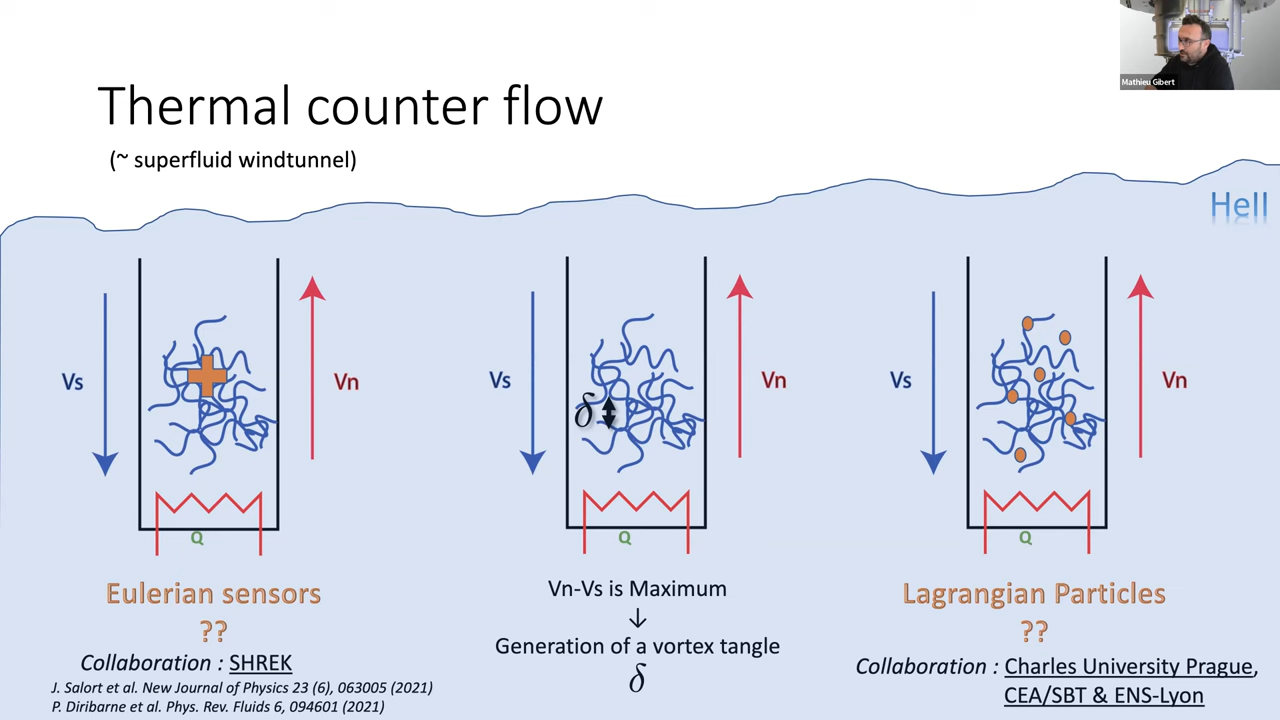 Mathieu Gibert
Thermal counter flow
(~ superfluid windtunnel)
HeII
Vs
Vn
Q
Eulerian sensors
??
Collaboration : SHREK
J. Salort et al. New Journal of Physics 23 (6), 063005 (2021)
P. Diribarne et al. Phys. Rev. Fluids 6, 094601 (2021)
Vs
δ
Vn
Q
Vn-Vs is Maximum
↓
Generation of a vortex tangle
δ
Vs
Vn
Q
Lagrangian Particles
??
Collaboration : Charles University Prague,
CEA/SBT & ENS-Lyon